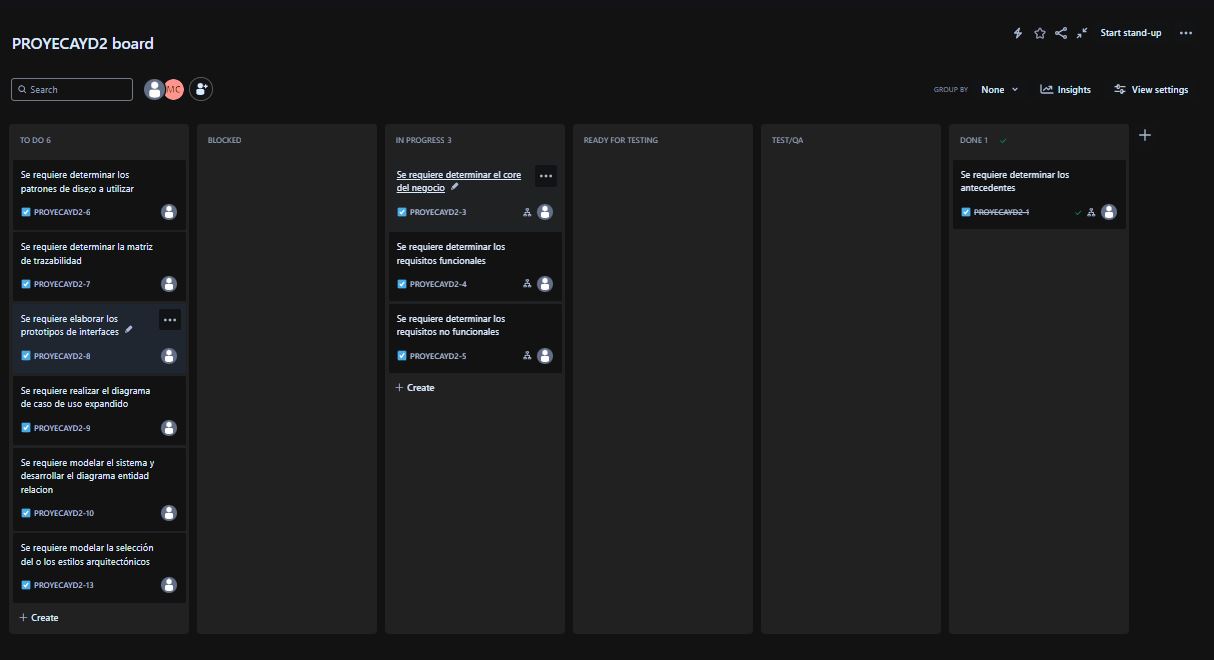 Start stand-up
PROYECAYD2 board
Search
MC
GROUP BY
None
Insights
View settings
TO DO 6
Se requiere determinar los
patrones de dise;o a utilizar
PROYECAYD2-6
Se requiere determinar la matriz
de trazabilidad
PROYECAYD2-7
Se requiere elaborar los
prototipos de interfaces
PROYECAYD2-8
Se requiere realizar el diagrama
de caso de uso expandido
PROYECAYD2-9
Se requiere modelar el sistema y
desarrollar el diagrama entidad
relacion
PROYECAYD2-10
Se requiere modelar la selección
del o los estilos arquitectónicos
PROYECAYD2-13
Create
BLOCKED
IN PROGRESS 3
Se requiere determinar el core
del negocio
PROYECAYD2-3
Se requiere determinar los
requisitos funcionales
PROYECAYD2-4
Se requiere determinar los
requisitos no funcionales
PROYECAYD2-5
Create
READY FOR TESTING
TEST/QA
DONE 1
Se requiere determinar los
antecedentes
PROYECAYD2-1